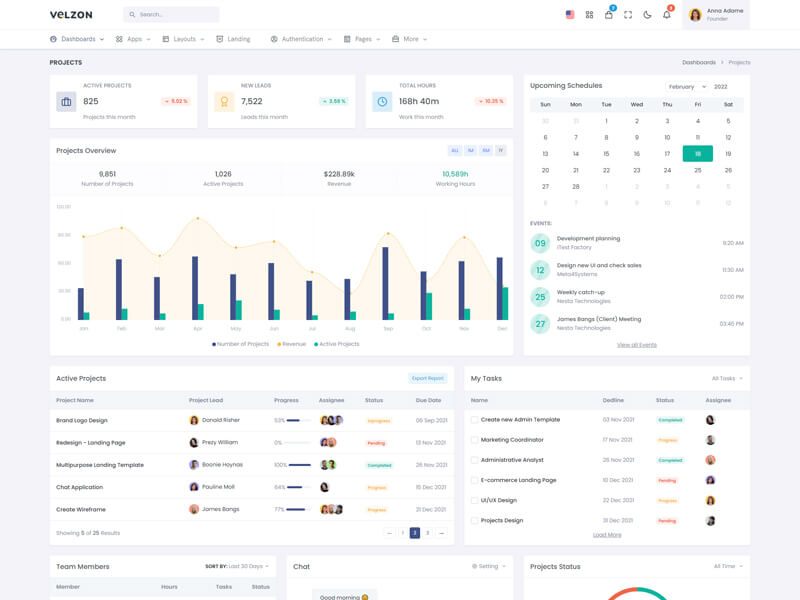 VELZON
Search...
7
3
Anna Adame
Founder
Dashboards
Apps
Layouts
Landing
Authentication
Pages
More
PROJECTS
Dashboards > Projects
ACTIVE PROJECTS
825
5.02 %
Projects this month
NEW LEADS
7,522
3.58 %
Leads this month
TOTAL HOURS
168h 40m
10.35 %
Work this month
Projects Overview
ALL 1M 6M 1Y
9,851
Number of Projects
1,026
Active Projects
$228.89k
Revenue
10,589h
Working Hours
120.00
90.00
60.00
30.00
0.00
Jan Feb Mar Apr May Jun Jul Aug Sep Oct Nov Dec
Number of Projects Revenue Active Projects
Upcoming Schedules
February 2022
Sun Mon Tue Wed Thu Fri Sat
30 31 1 2 3 4 5
6 7 8 9 10 11 12
13 14 15 16 17 18 19
20 21 22 23 24 25 26
27 28 1 2 3 4 5
6 7 8 9 10 11 12
EVENTS:
09
Development planning
iTest Factory
9:20 AM
12
Design new UI and check sales
Meta4Systems
11:30 AM
25
Weekly catch-up
Nesta Technologies
02:00 PM
27
James Bangs (Client) Meeting
Nesta Technologies
03:45 PM
View all Events
Active Projects
Export Report
Project Name Project Lead Progress Assignee Status Due Date
Brand Logo Design Donald Risher 53% Inprogress 06 Sep 2021
Redesign - Landing Page Prezy William 0% Pending 13 Nov 2021
Multipurpose Landing Template Boonie Hoynas 100% Completed 26 Nov 2021
Chat Application Pauline Moll 64% Progress 15 Dec 2021
Create Wireframe James Bangs 77% Progress 21 Dec 2021
Showing 5 of 25 Results
← 1 2 3 →
My Tasks
All Tasks
Name Dedline Status Assignee
Create new Admin Template 03 Nov 2021 Completed
Marketing Coordinator 17 Nov 2021 Progress
Administrative Analyst 26 Nov 2021 Completed
E-commerce Landing Page 10 Dec 2021 Pending
UI/UX Design 22 Dec 2021 Progress
Projects Design 31 Dec 2021 Pending
Load More
Team Members
SORT BY: Last 30 Days
Member Hours Tasks Status
Chat
Setting
Good morning 😊
Projects Status
All Time